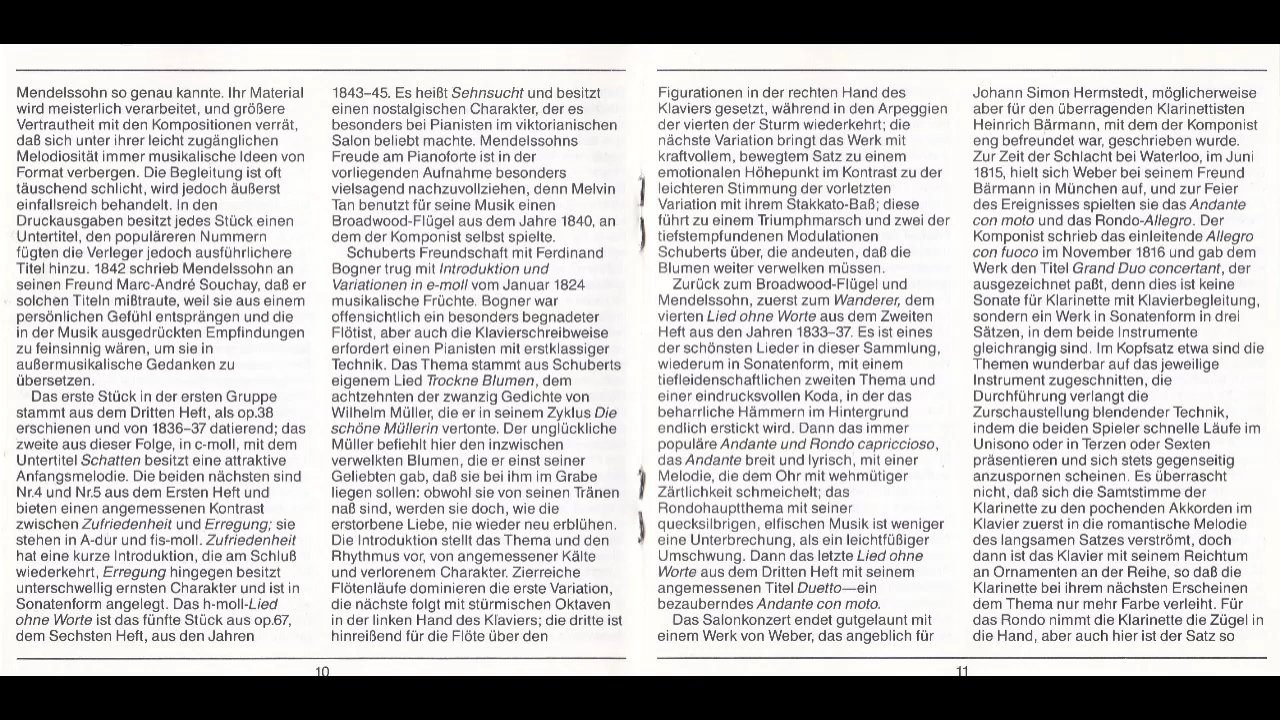 Mendelssohn so genau kannte. Ihr Material
wird meisterlich verarbeitet, und größere
Vertrautheit mit den Kompositionen verrät,
daß sich unter ihrer leicht zugänglichen
Melodiosität immer musikalische Ideen von
Format verbergen. Die Begleitung ist oft
täuschend schlicht, wird jedoch äußerst
einfallsreich behandelt. In den
Druckausgaben besitzt jedes Stück einen
Untertitel, den populäreren Nummern
fügten die Verleger jedoch ausführlichere
Titel hinzu. 1842 schrieb Mendelssohn an
seinen Freund Marc-André Souchay, daß er
solchen Titeln mißtraute, weil sie aus einem
persönlichen Gefühl entsprängen und die
in der Musik ausgedrückten Empfindungen
zu feinsinnig wären, um sie in
außermusikalische Gedanken zu
übersetzen.
Das erste Stück in der ersten Gruppe
stammt aus dem Dritten Heft, als op.38
erschienen und von 1836–37 datierend; das
zweite aus dieser Folge, in c-moll, mit dem
Untertitel Schatten besitzt eine attraktive
Anfangsmelodie. Die beiden nächsten sind
Nr.4 und Nr.5 aus dem Ersten Heft und
bieten einen angemessenen Kontrast
zwischen Zufriedenheit und Erregung; sie
stehen in A-dur und fis-moll. Zufriedenheit
hat eine kurze Introduktion, die am Schluß
wiederkehrt, Erregung hingegen besitzt
unterschwellig ernsten Charakter und ist in
Sonatenform angelegt. Das h-moll-Lied
ohne Worte ist das fünfte Stück aus op.67,
dem Sechsten Heft, aus den Jahren
1843–45. Es heißt Sehnsucht und besitzt
einen nostalgischen Charakter, der es
besonders bei Pianisten im viktorianischen
Salon beliebt machte. Mendelssohns
Freude am Pianoforte ist in der
vorliegenden Aufnahme besonders
vielsagend nachzuvollziehen, denn Melvin
Tan benutzt für seine Musik einen
Broadwood-Flügel aus dem Jahre 1840, an
dem der Komponist selbst spielte.
Schuberts Freundschaft mit Ferdinand
Bogner trug mit Introduktion und
Variationen in e-moll vom Januar 1824
musikalische Früchte. Bogner war
offensichtlich ein besonders begnadeter
Flötist, aber auch die Klavierschreibweise
erfordert einen Pianisten mit erstklassiger
Technik. Das Thema stammt aus Schuberts
eigenem Lied Trockne Blumen, dem
achtzehnten der zwanzig Gedichte von
Wilhelm Müller, die er in seinem Zyklus Die
schöne Müllerin vertonte. Der unglückliche
Müller befiehlt hier den inzwischen
verwelkten Blumen, die er einst seiner
Geliebten gab, daß sie bei ihm im Grabe
liegen sollen: obwohl sie von seinen Tränen
naß sind, werden sie doch, wie die
erstorbene Liebe, nie wieder neu erblühen.
Die Introduktion stellt das Thema und den
Rhythmus vor, von angemessener Kälte
und verlorenem Charakter. Zierreiche
Flötenläufe dominieren die erste Variation,
die nächste folgt mit stürmischen Oktaven
in der linken Hand des Klaviers; die dritte ist
hinreißend für die Flöte über den
10
Figurationen in der rechten Hand des
Klaviers gesetzt, während in den Arpeggien
der vierten der Sturm wiederkehrt; die
nächste Variation bringt das Werk mit
kraftvollem, bewegtem Satz zu einem
emotionalen Höhepunkt im Kontrast zu der
leichteren Stimmung der vorletzten
Variation mit ihrem Stakkato-Baß; diese
führt zu einem Triumphmarsch und zwei der
tiefstempfundenen Modulationen
Schuberts über, die andeuten, daß die
Blumen weiter verwelken müssen.
Zurück zum Broadwood-Flügel und
Mendelssohn, zuerst zum Wanderer, dem
vierten Lied ohne Worte aus dem Zweiten
Heft aus den Jahren 1833–37. Es ist eines
der schönsten Lieder in dieser Sammlung,
wiederum in Sonatenform, mit einem
tiefleidenschaftlichen zweiten Thema und
einer eindrucksvollen Koda, in der das
beharrliche Hämmern im Hintergrund
endlich erstickt wird. Dann das immer
populäre Andante und Rondo capriccioso,
das Andante breit und lyrisch, mit einer
Melodie, die dem Ohr mit wehmütiger
Zärtlichkeit schmeichelt; das
Rondohauptthema mit seiner
quecksilbrigen, elfischen Musik ist weniger
eine Unterbrechung, als ein leichtfüßiger
Umschwung. Dann das letzte Lied ohne
Worte aus dem Dritten Heft mit seinem
angemessenen Titel Duetto—ein
bezauberndes Andante con moto.
Das Salonkonzert endet gutgelaunt mit
einem Werk von Weber, das angeblich für
Johann Simon Hermstedt, möglicherweise
aber für den überragenden Klarinettisten
Heinrich Bärmann, mit dem der Komponist
eng befreundet war, geschrieben wurde.
Zur Zeit der Schlacht bei Waterloo, im Juni
1815, hielt sich Weber bei seinem Freund
Bärmann in München auf, und zur Feier
des Ereignisses spielten sie das Andante
con moto und das Rondo-Allegro. Der
Komponist schrieb das einleitende Allegro
con fuoco im November 1816 und gab dem
Werk den Titel Grand Duo concertant, der
ausgezeichnet paßt, denn dies ist keine
Sonate für Klarinette mit Klavierbegleitung,
sondern ein Werk in Sonatenform in drei
Sätzen, in dem beide Instrumente
gleichrangig sind. Im Kopfsatz etwa sind die
Themen wunderbar auf das jeweilige
Instrument zugeschnitten, die
Durchführung verlangt die
Zurschaustellung blendender Technik,
indem die beiden Spieler schnelle Läufe im
Unisono oder in Terzen oder Sexten
präsentieren und sich stets gegenseitig
anzuspornen scheinen. Es überrascht
nicht, daß sich die Samtstimme der
Klarinette zu den pochenden Akkorden im
Klavier zuerst in die romantische Melodie
des langsamen Satzes verströmt, doch
dann ist das Klavier mit seinem Reichtum
an Ornamenten an der Reihe, so daß die
Klarinette bei ihrem nächsten Erscheinen
dem Thema nur mehr Farbe verleiht. Für
das Rondo nimmt die Klarinette die Zügel in
die Hand, aber auch hier ist der Satz so
11